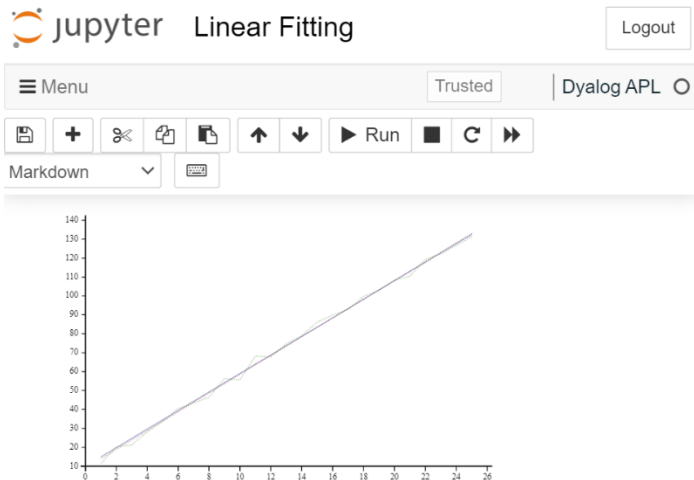 jupyter Linear Fitting Logout
Menu Trusted Dyalog APL
Run
Markdown
140
130
120
110
100
90
80
70
60
50
40
30
20
10
0 2 4 6 8 10 12 14 16 18 20 22 24 26